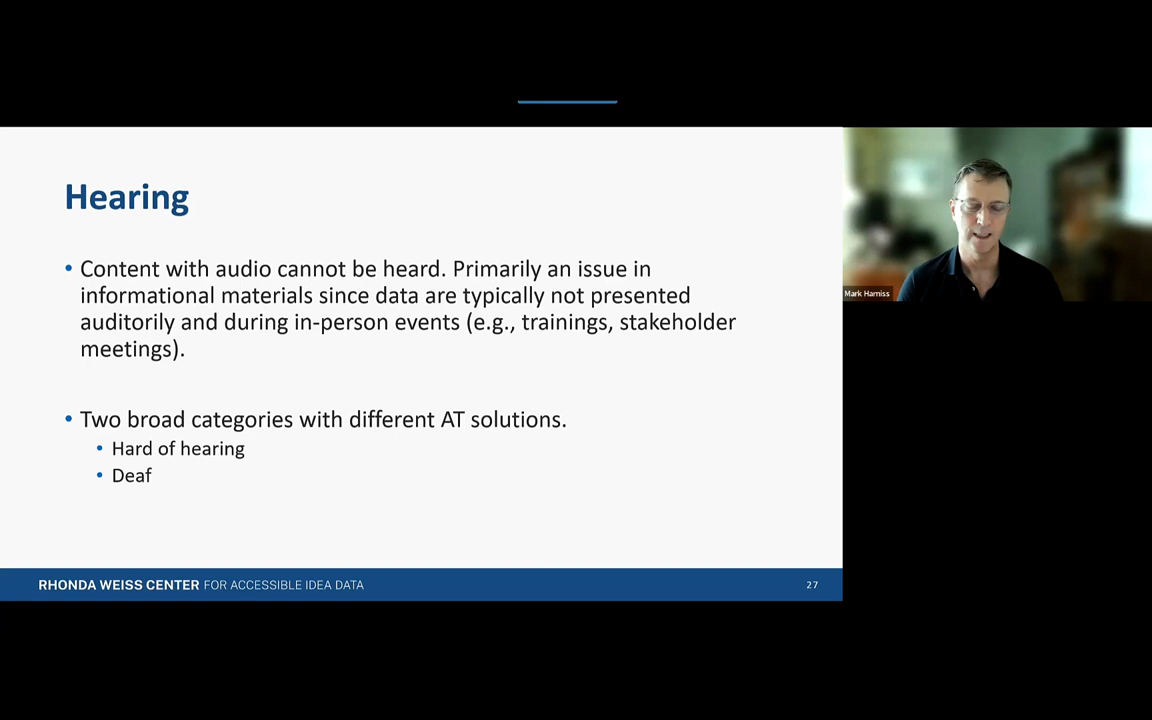 Hearing
• Content with audio cannot be heard. Primarily an issue in
informational materials since data are typically not presented
auditorily and during in-person events (e.g., trainings, stakeholder
meetings).
• Two broad categories with different AT solutions.
• Hard of hearing
• Deaf
RHONDA WEISS CENTER FOR ACCESSIBLE IDEA DATA
27
Mark Harniss